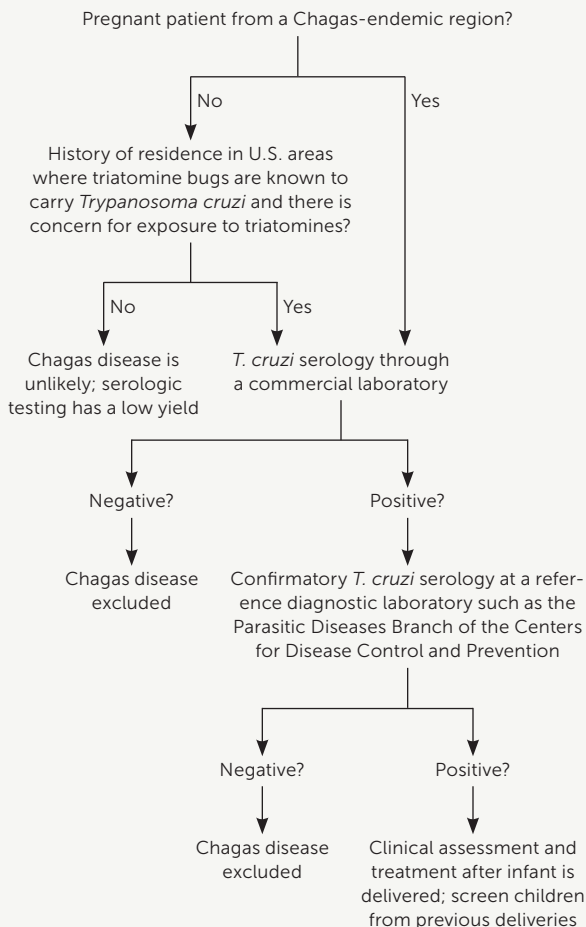 Pregnant patient from a Chagas-endemic region?
No
Yes
History of residence in U.S. areas
where triatomine bugs are known to
carry Trypanosoma cruzi and there is
concern for exposure to triatomines?
No
Yes
Chagas disease is
unlikely; serologic
testing has a low yield
T. cruzi serology through
a commercial laboratory
Negative?
Positive?
Chagas disease
excluded
Confirmatory T. cruzi serology at a refer-
ence diagnostic laboratory such as the
Parasitic Diseases Branch of the Centers
for Disease Control and Prevention
Negative?
Positive?
Chagas disease
excluded
Clinical assessment and
treatment after infant is
delivered; screen children
from previous deliveries